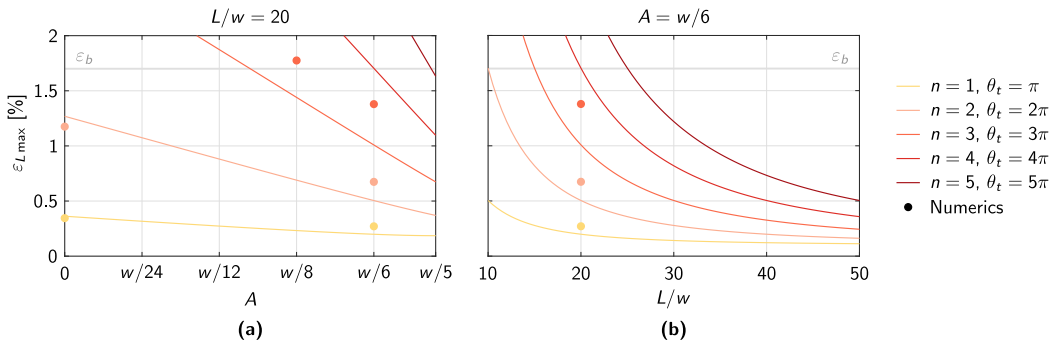 L/w = 20
ε_{L max} [%]
2
1.5
1
0.5
0
ε_b
0 w/24 w/12 w/8 w/6 w/5
A
(a)
A = w/6
ε_b
10 20 30 40 50
L/w
(b)
n = 1, θ_t = π
n = 2, θ_t = 2π
n = 3, θ_t = 3π
n = 4, θ_t = 4π
n = 5, θ_t = 5π
Numerics